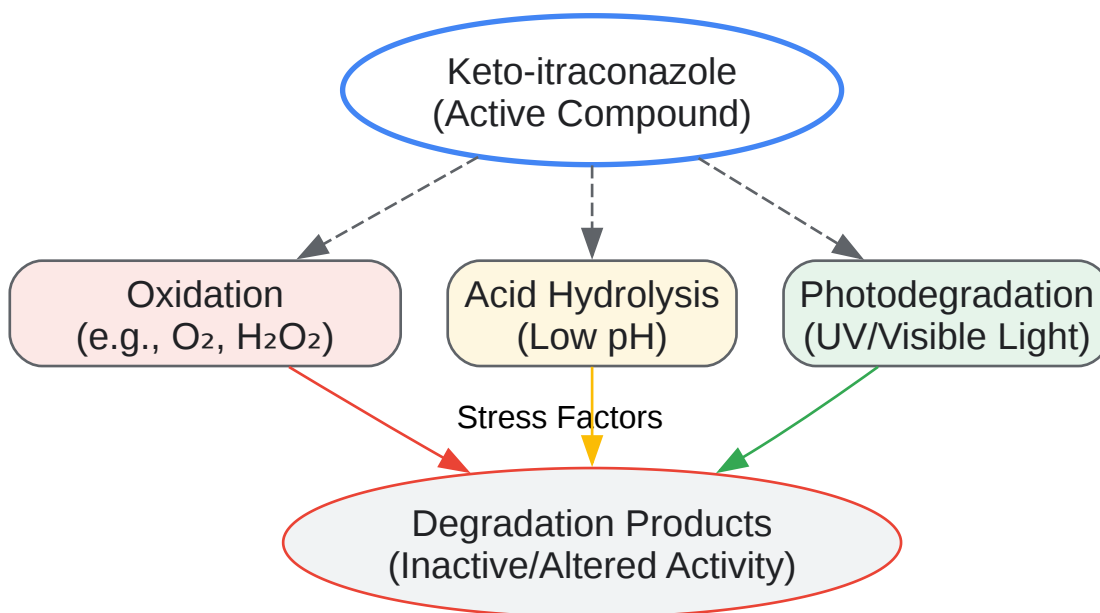 Keto-itraconazole
(Active Compound)
Oxidation
(e.g., O₂, H₂O₂)
Acid Hydrolysis
(Low pH)
Photodegradation
(UV/Visible Light)
Stress Factors
Degradation Products
(Inactive/Altered Activity)